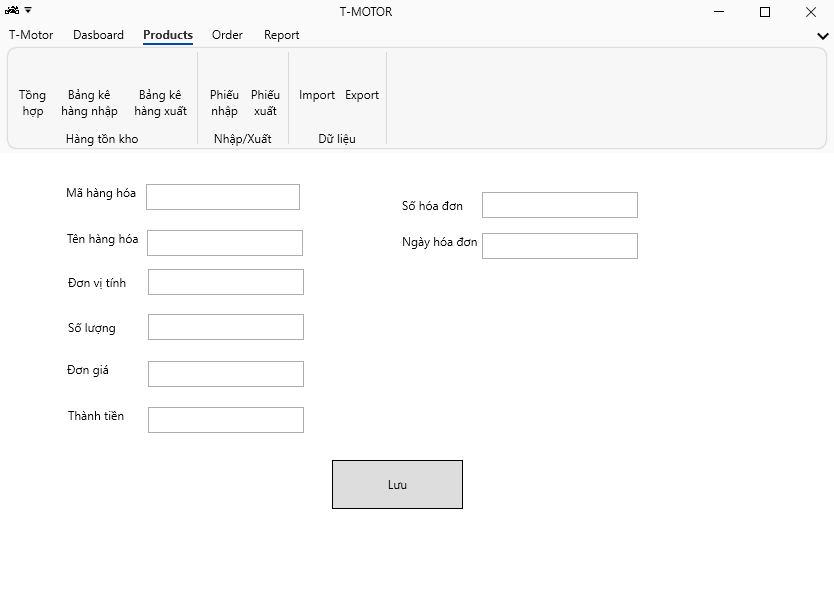 T-MOTOR
T-Motor Dasboard Products Order Report
Tồng Bảng kê Bảng kê Phiếu Phiếu Import Export
hợp hàng nhập hàng xuất nhập xuất
Hàng tồn kho Nhập/Xuất Dữ liệu
Mã hàng hóa
Số hóa đơn
Tên hàng hóa
Ngày hóa đơn
Đơn vị tính
Số lượng
Đơn giá
Thành tiền
Lưu